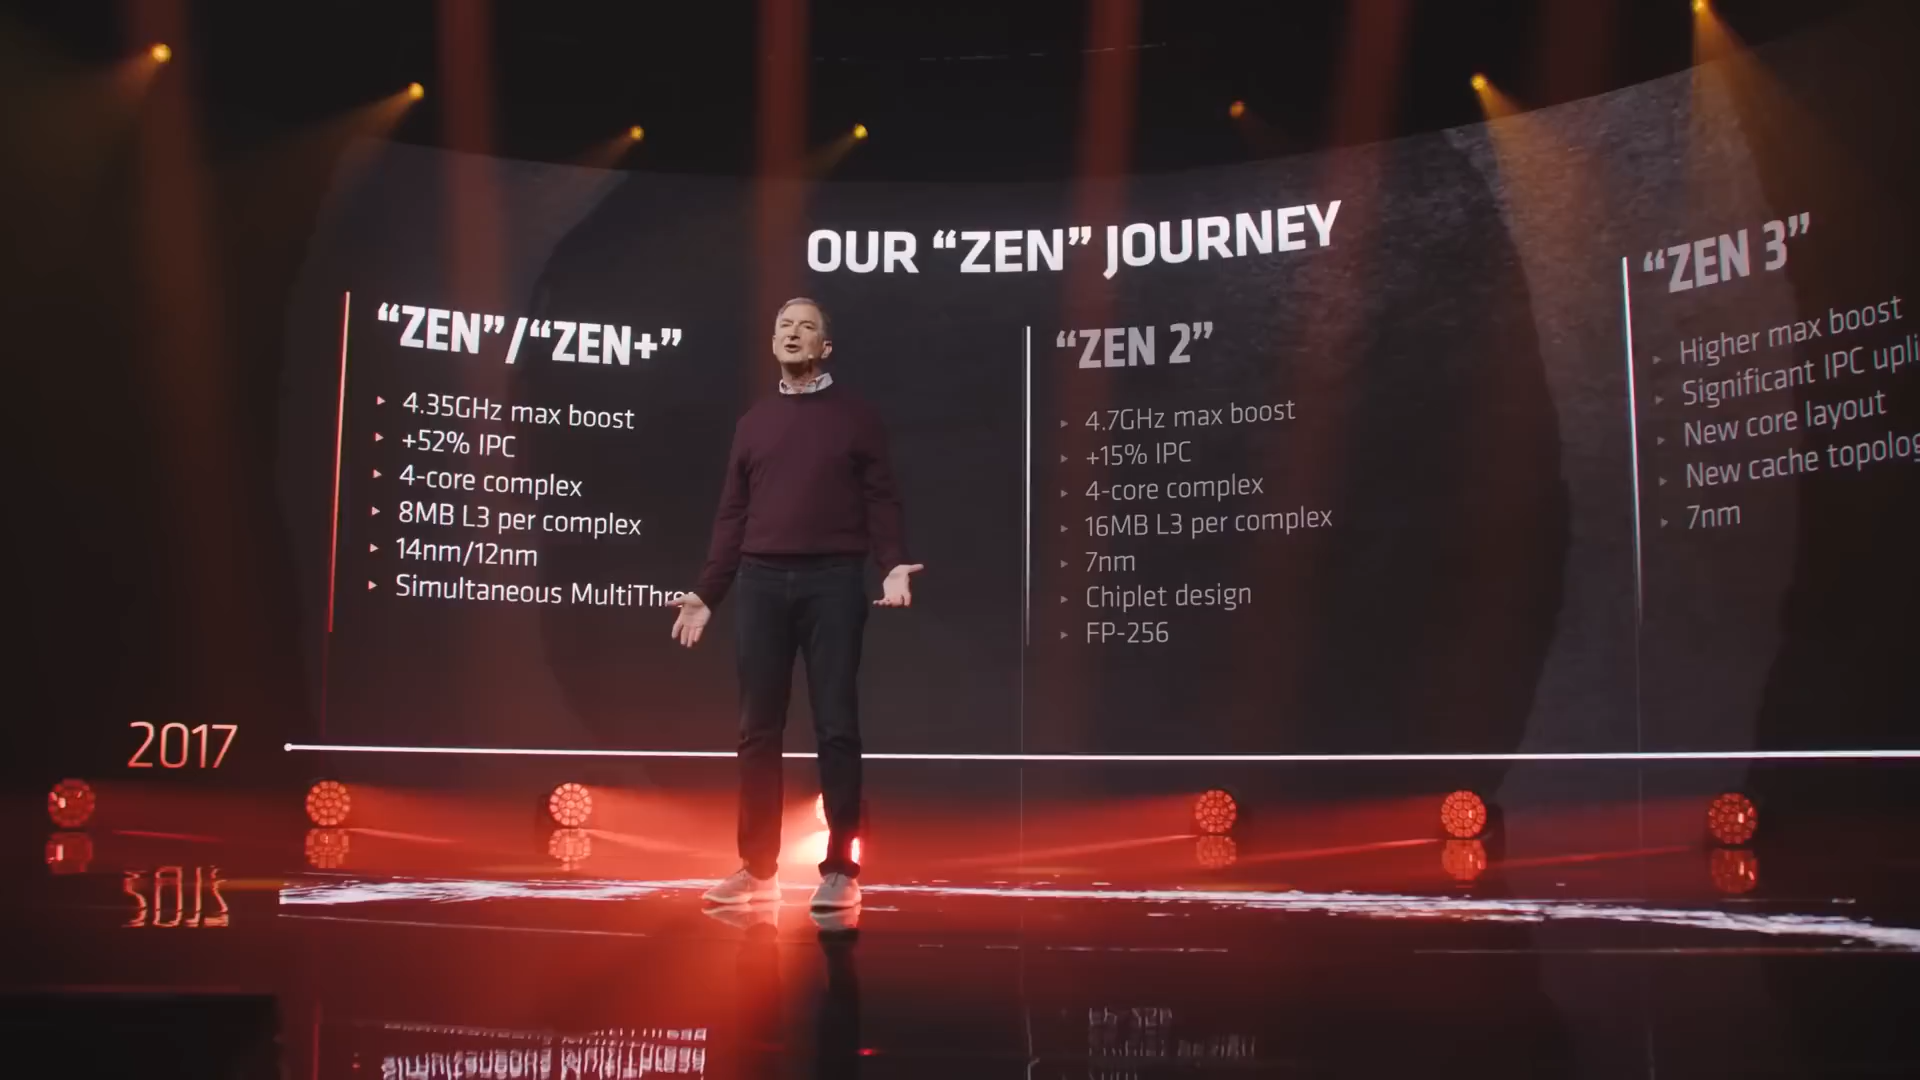 OUR “ZEN” JOURNEY
“ZEN”/“ZEN+”
4.35GHz max boost
+52% IPC
4-core complex
8MB L3 per complex
14nm/12nm
Simultaneous
“ZEN 2”
4.7GHz max boost
+15% IPC
4-core complex
16MB L3 per complex
7nm
Chiplet design
FP-256
“ZEN 3”
Higher max boost
Significant IPC
New core layout
New cache
7nm
2017